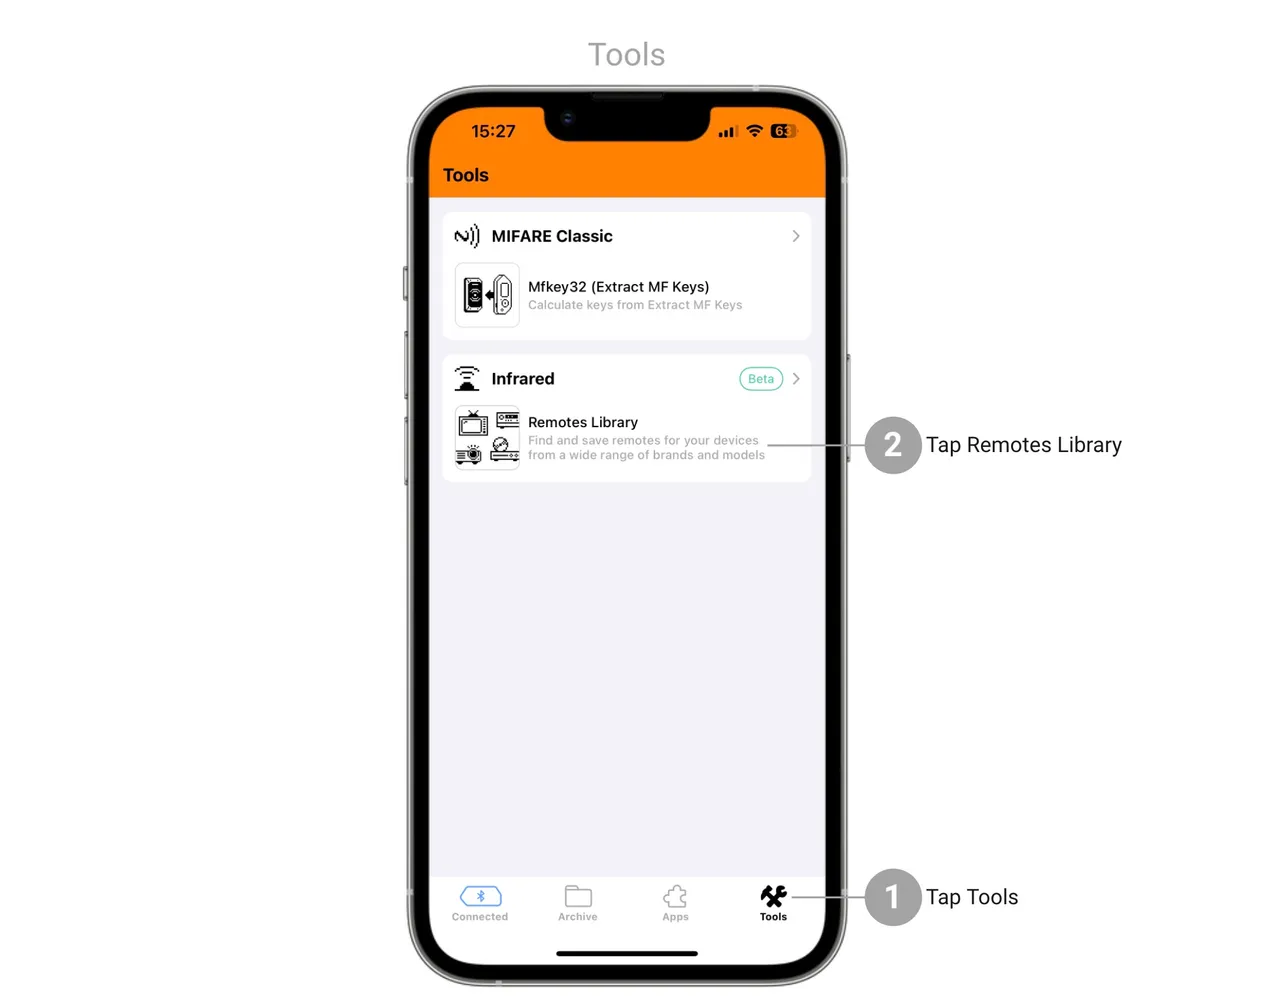 Tools
15:27
63
Tools
MIFARE Classic
Mfkey32 (Extract MF Keys)
Calculate keys from Extract MF Keys
Infrared
Beta
Remotes Library
Find and save remotes for your devices
from a wide range of brands and models
2 Tap Remotes Library
Connected
Archive
Apps
Tools
1 Tap Tools